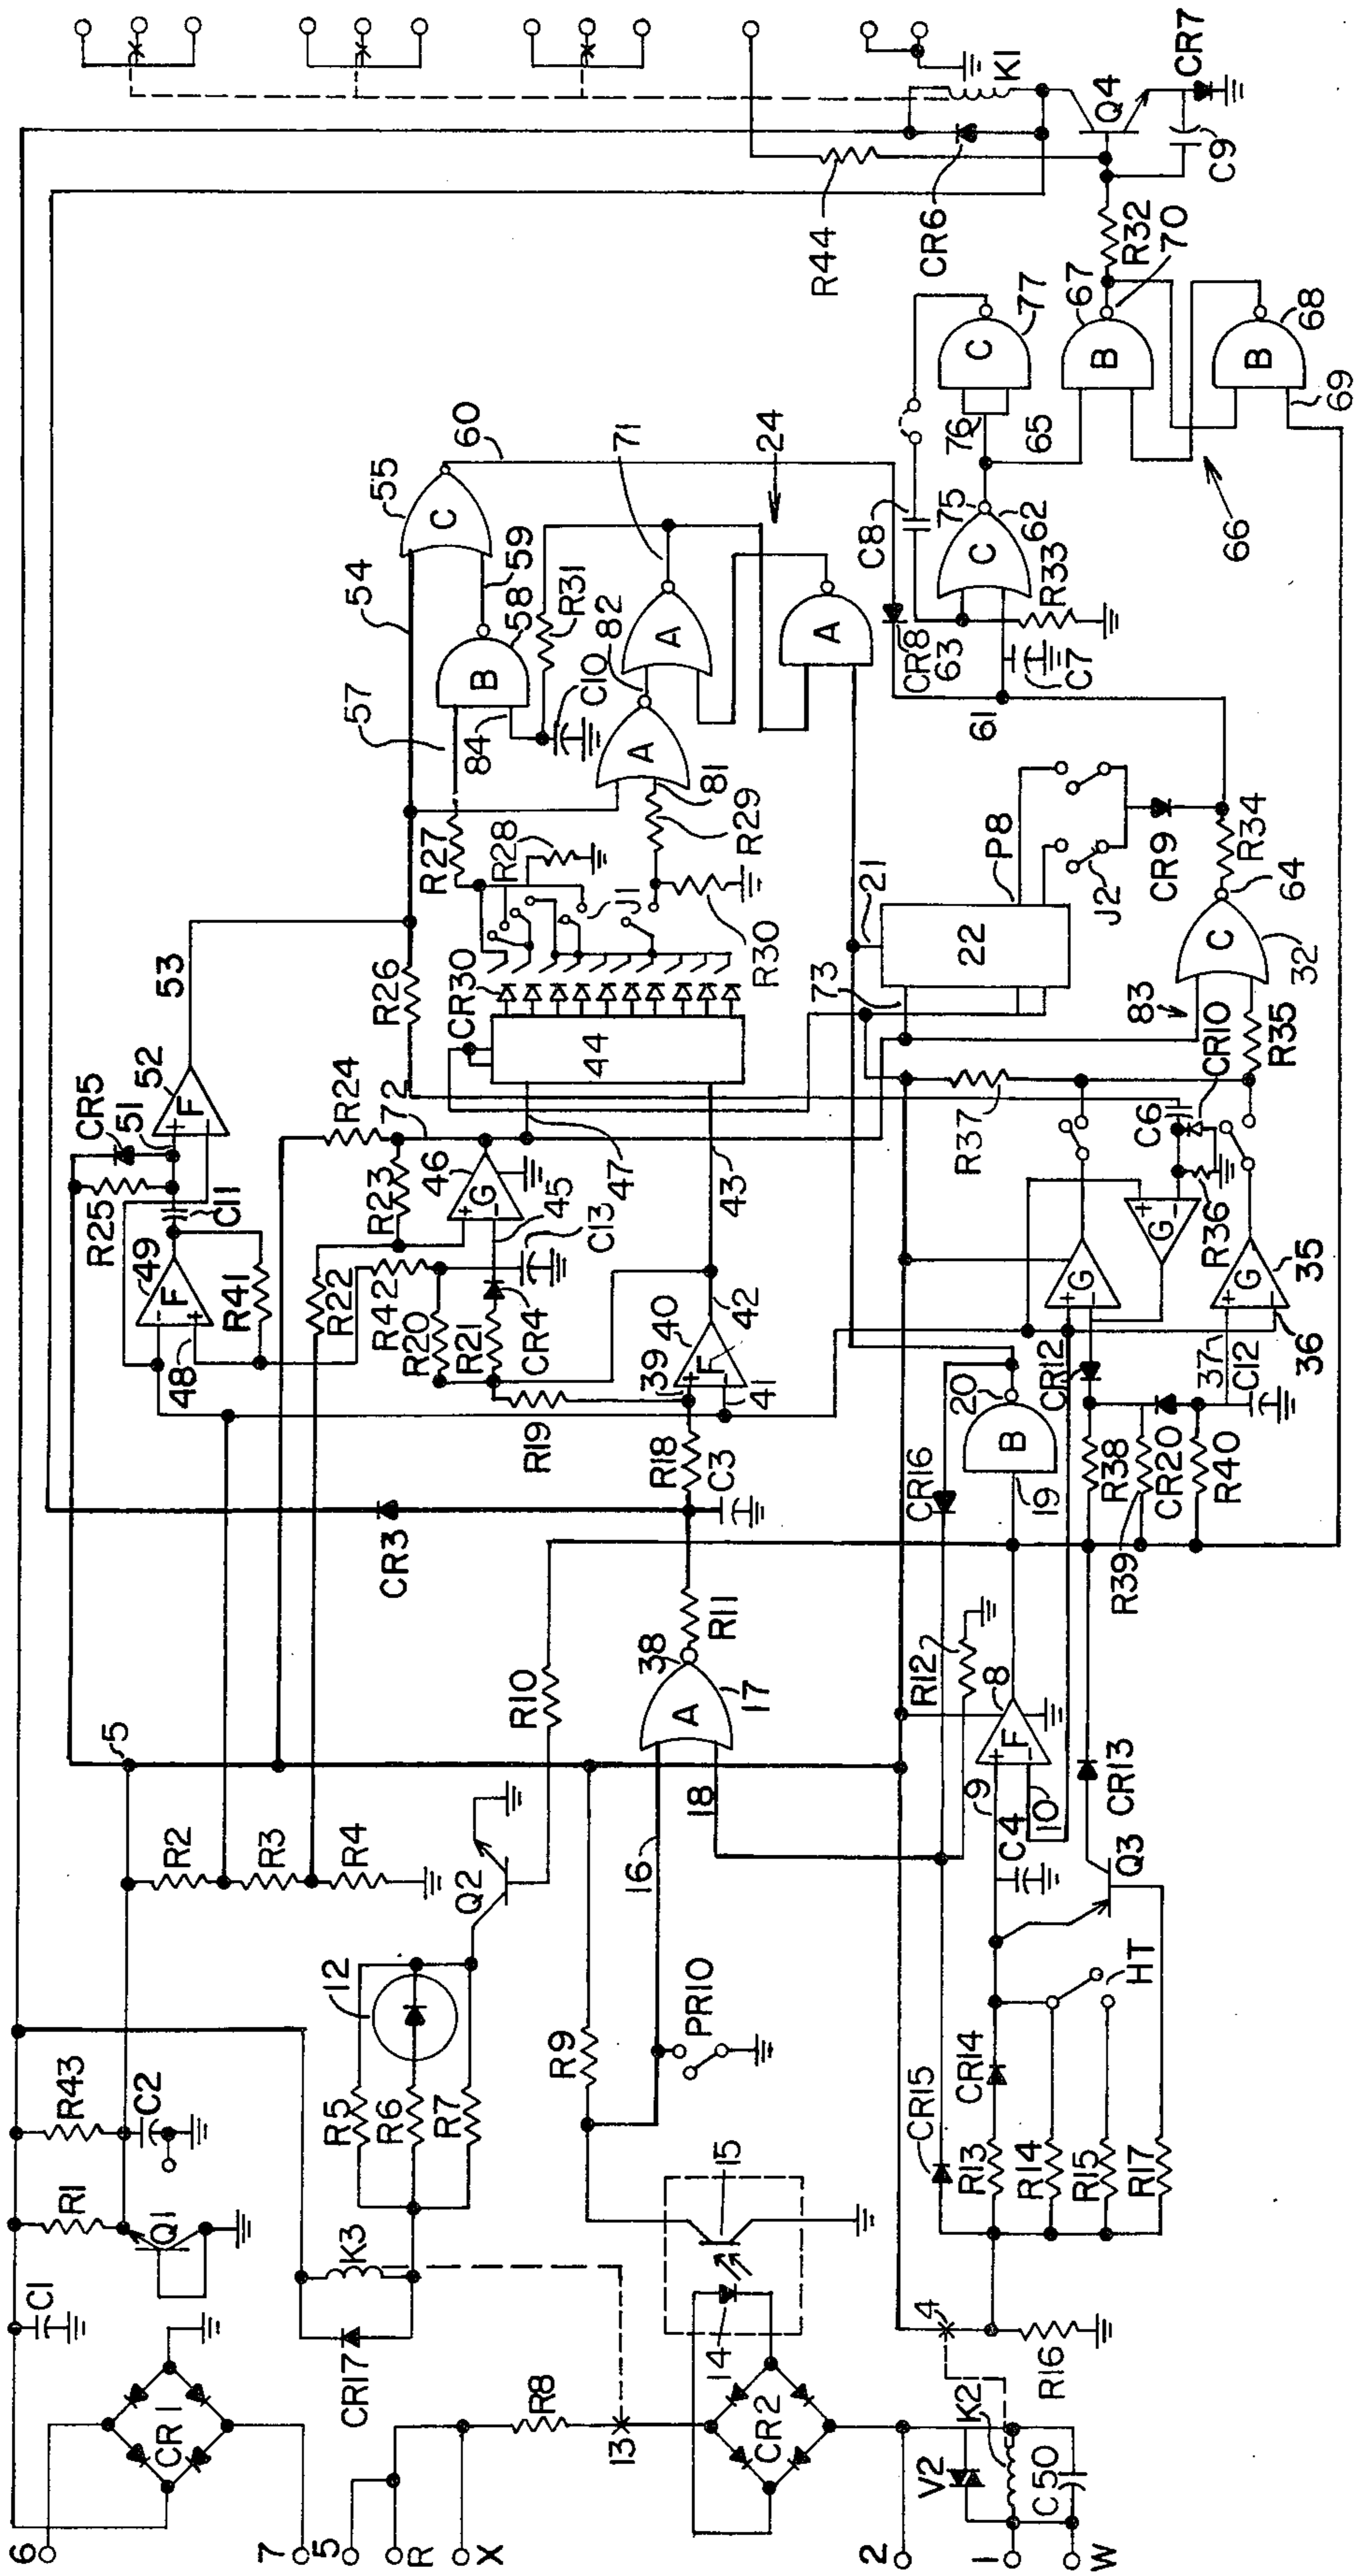 6
7
5
R
X
2
1
W
C1
CR1
R1
Q1
R43
C2
K3
CR17
R5
R6
R7
12
R8
13
CR2
14
15
V2
K2
C50
4
R16
CR15
R13
CR14
R14
R15
R17
HT
Q3
CR13
R9
PR10
16
18
5
R2
R3
R4
Q2
R10
A
17
38
R11
R12
9
10
C4
F
8
+
-
CR3
C3
R18
R19
39
41
40
42
F
+
-
R20
R21
CR4
R42
R22
R23
R24
72
46
G
+
-
45
C13
47
43
48
49
F
-
+
R41
R25
C11
CR5
51
52
F
+
53
R26
54
55
C
57
R27
B
58
59
60
84
C10
R31
CR30
44
R28
J1
R29
R30
A
81
82
A
71
24
A
CR16
19
B
20
21
22
73
P8
J2
CR9
83
C
32
64
R34
R35
R37
C6
CR10
R36
G
+
-
G
+
-
G
+
-
35
36
37
C12
CR12
R38
R39
CR20
R40
61
CR8
63
C7
R33
C8
C
62
75
76
C
77
65
B
67
70
B
68
69
66
R32
R44
CR6
K1
Q4
C9
CR7